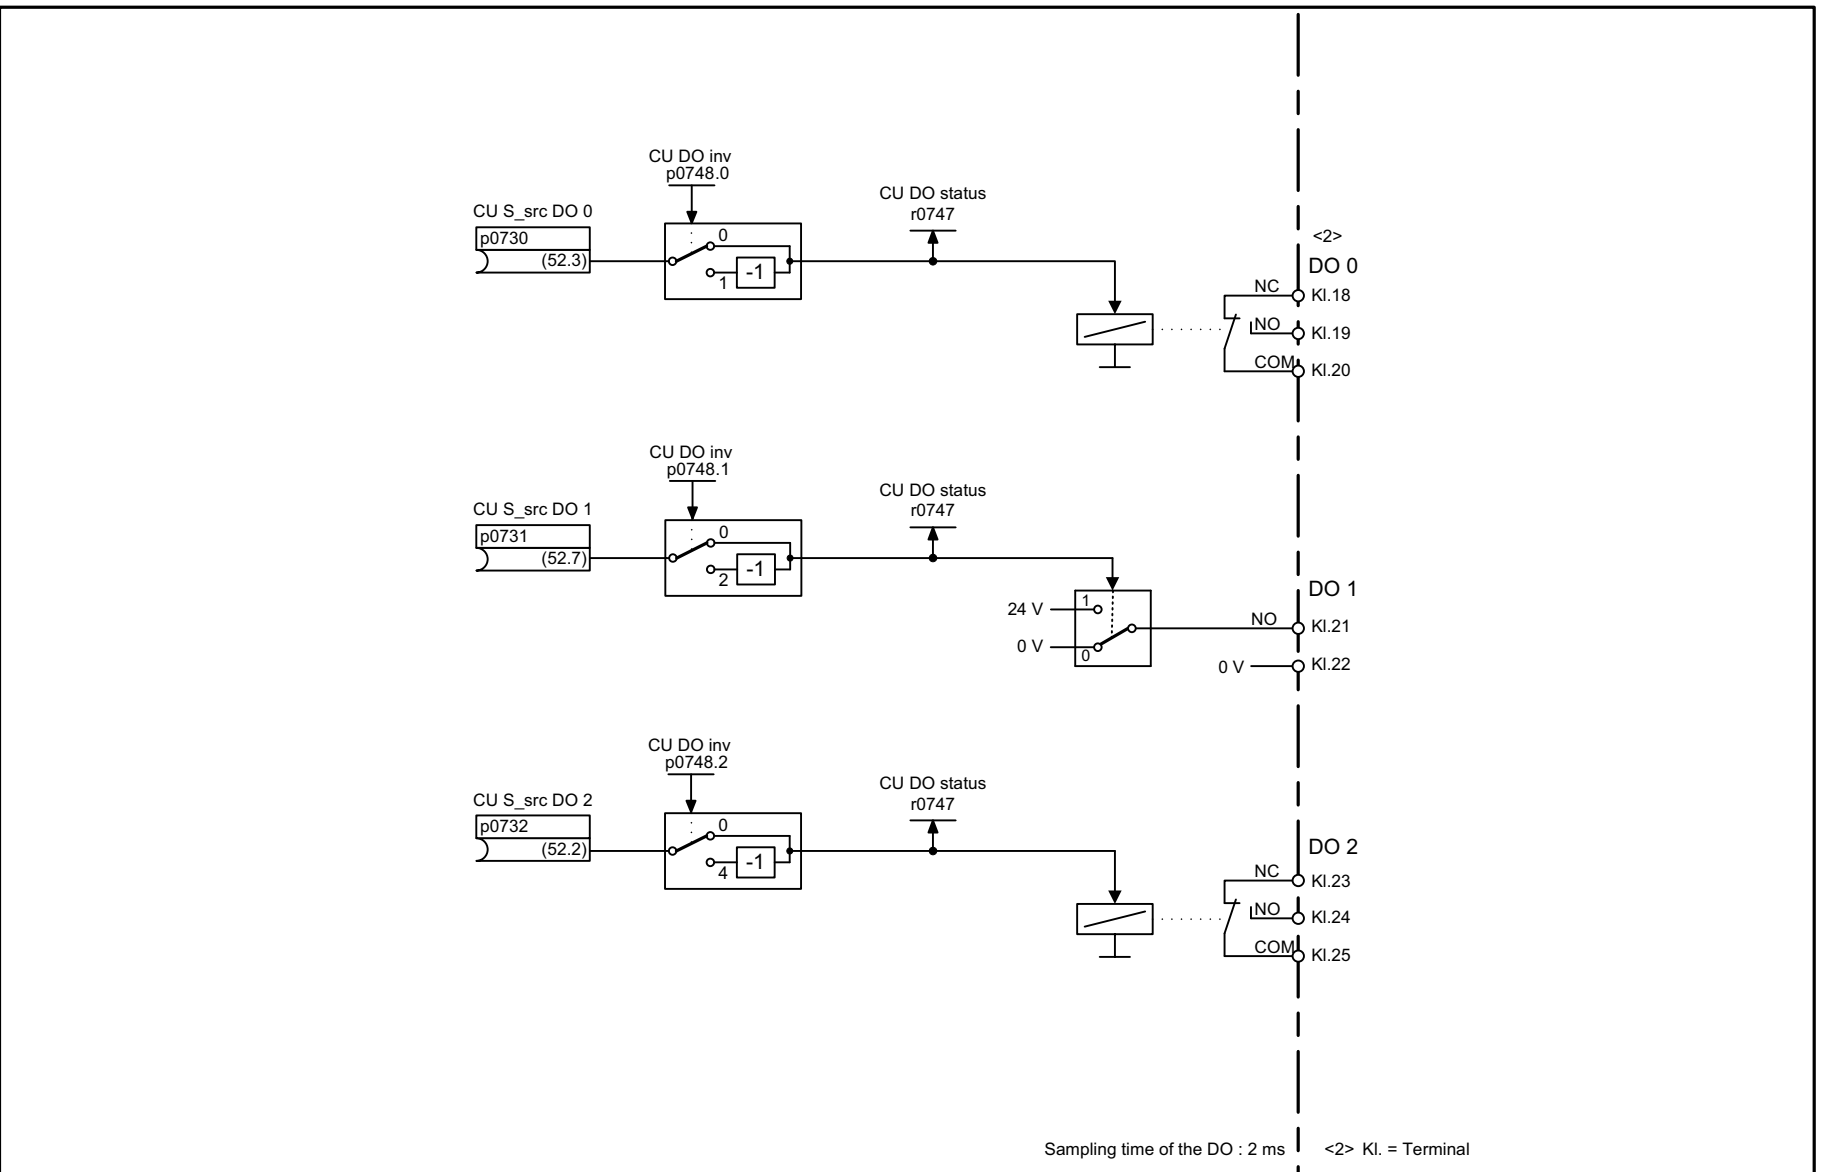 CU DO inv
p0748.0
CU DO status
r0747
CU S_src DO 0
p0730
(52.3)
0
1
-1
<2>
DO 0
NC
Kl.18
NO
Kl.19
COM
Kl.20
CU DO inv
p0748.1
CU DO status
r0747
CU S_src DO 1
p0731
(52.7)
0
2
-1
DO 1
24 V
1
0 V
0
NO
Kl.21
0 V
Kl.22
CU DO inv
p0748.2
CU DO status
r0747
CU S_src DO 2
p0732
(52.2)
0
4
-1
DO 2
NC
Kl.23
NO
Kl.24
COM
Kl.25
Sampling time of the DO : 2 ms
<2> Kl. = Terminal